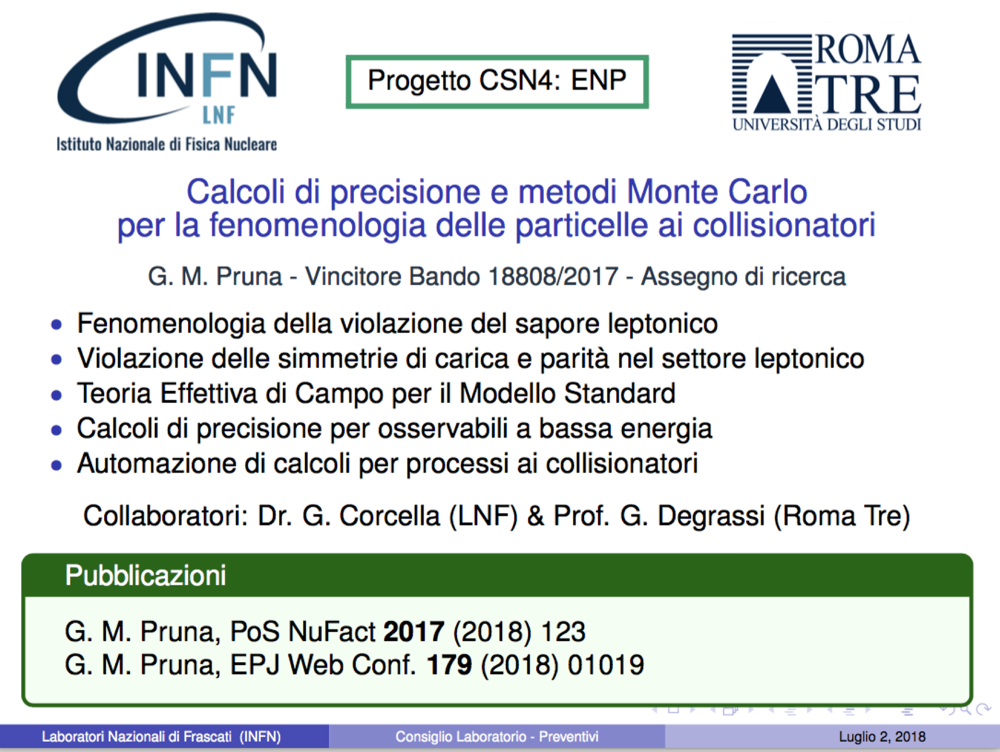 INFN
LNF
Istituto Nazionale di Fisica Nucleare
Progetto CSN4: ENP
ROMA
TRE
UNIVERSITÀ DEGLI STUDI
Calcoli di precisione e metodi Monte Carlo
per la fenomenologia delle particelle ai collisionatori
G. M. Pruna - Vincitore Bando 18808/2017 - Assegno di ricerca
• Fenomenologia della violazione del sapore leptonico
• Violazione delle simmetrie di carica e parità nel settore leptonico
• Teoria Effettiva di Campo per il Modello Standard
• Calcoli di precisione per osservabili a bassa energia
• Automazione di calcoli per processi ai collisionatori
Collaboratori: Dr. G. Corcella (LNF) & Prof. G. Degrassi (Roma Tre)
Pubblicazioni
G. M. Pruna, PoS NuFact 2017 (2018) 123
G. M. Pruna, EPJ Web Conf. 179 (2018) 01019
Laboratori Nazionali di Frascati (INFN)
Consiglio Laboratorio - Preventivi
Luglio 2, 2018